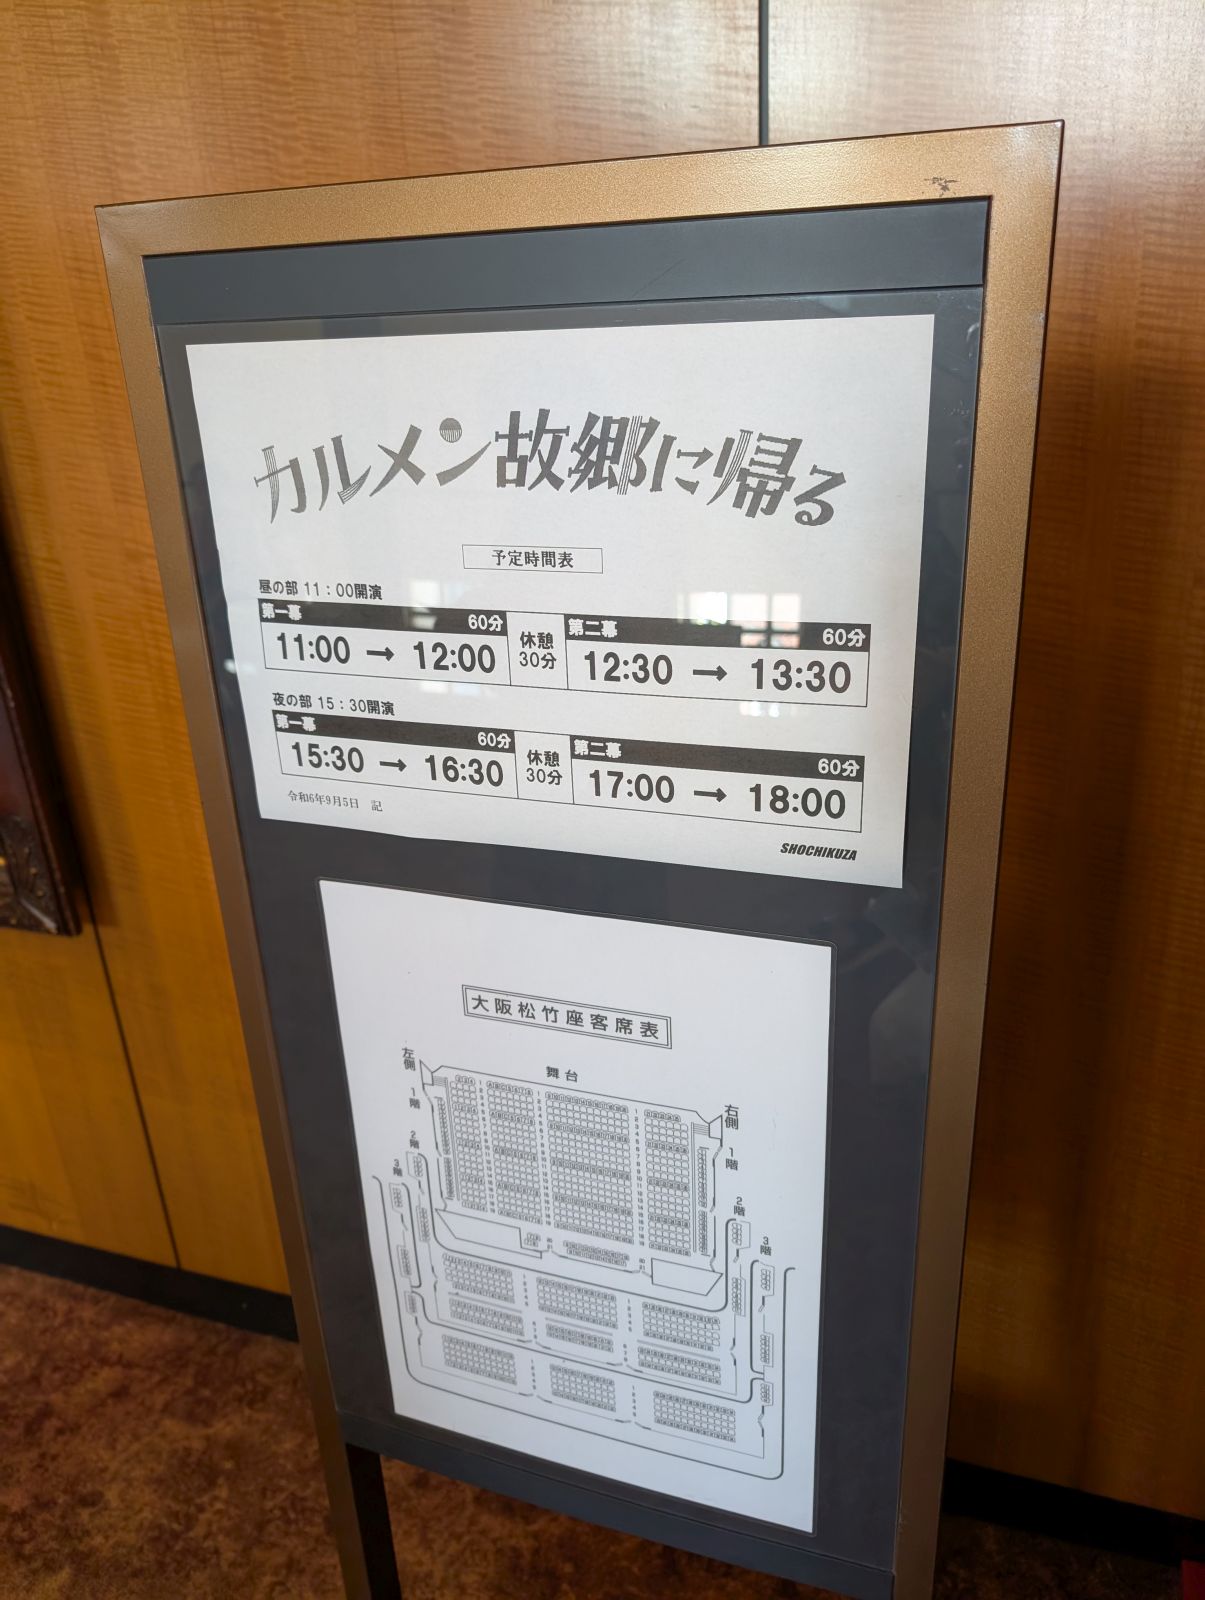 カルメン故郷に帰る
予定時間表
昼の部 11：00開演
第一幕 60分 休憩 30分 第二幕 60分
11:00 → 12:00 12:30 → 13:30
夜の部 15：30開演
第一幕 60分 休憩 30分 第二幕 60分
15:30 → 16:30 17:00 → 18:00
令和6年9月5日 記
SHOCHIKUZA
大阪松竹座客席表
舞台
左側
1階
2階
3階
右側
1階
2階
3階